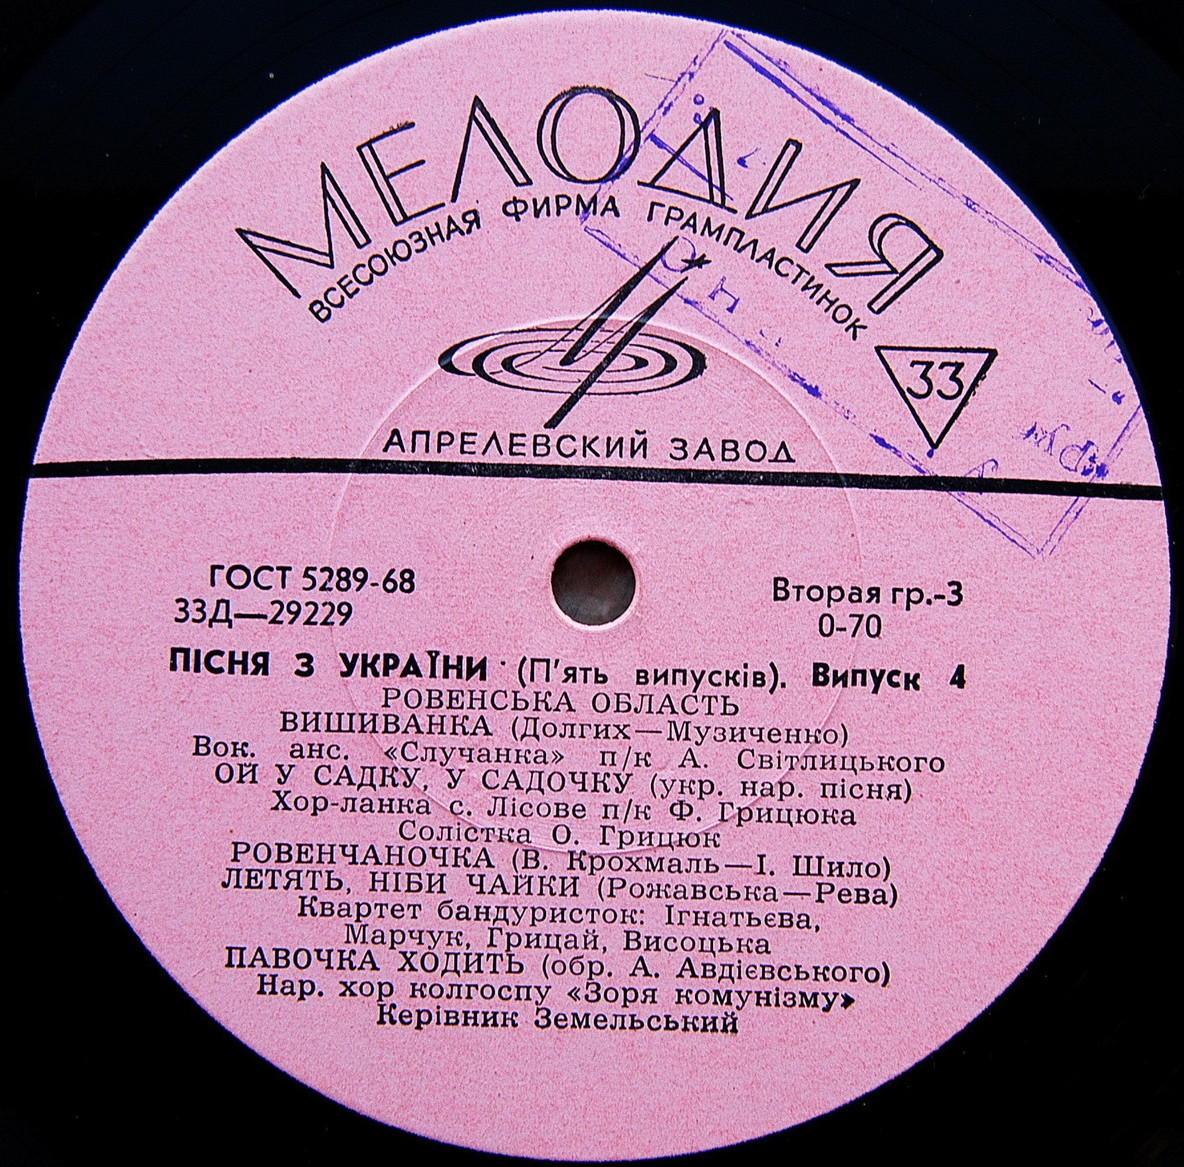 МЕЛОДИЯ
ВСЕСОЮЗНАЯ ФИРМА ГРАМПЛАСТИНОК
33
АПРЕЛЕВСКИЙ ЗАВОД
ГОСТ 5289-68
33Д—29229
Вторая гр.-3
0-70
ПІСНЯ З УКРАЇНИ (П'ять випусків). Випуск 4
РОВЕНСЬКА ОБЛАСТЬ
ВИШИВАНКА (Долгих—Музиченко)
Вок. анс. «Случанка» п/к А. Світлицького
ОЙ У САДКУ, У САДОЧКУ (укр. нар. пісня)
Хор-ланка с. Лісове п/к Ф. Грицюка
Солістка О. Грицюк
РОВЕНЧАНОЧКА (В. Крохмаль—І. Шило)
ЛЕТЯТЬ, НІБИ ЧАЙКИ (Рожавська—Рева)
Квартет бандуристок: Ігнатьєва,
Марчук, Грицай, Висоцька
ПАВОЧКА ХОДИТЬ (обр. А. Авдієвського)
Нар. хор колгоспу «Зоря комунізму»
Керівник Земельський